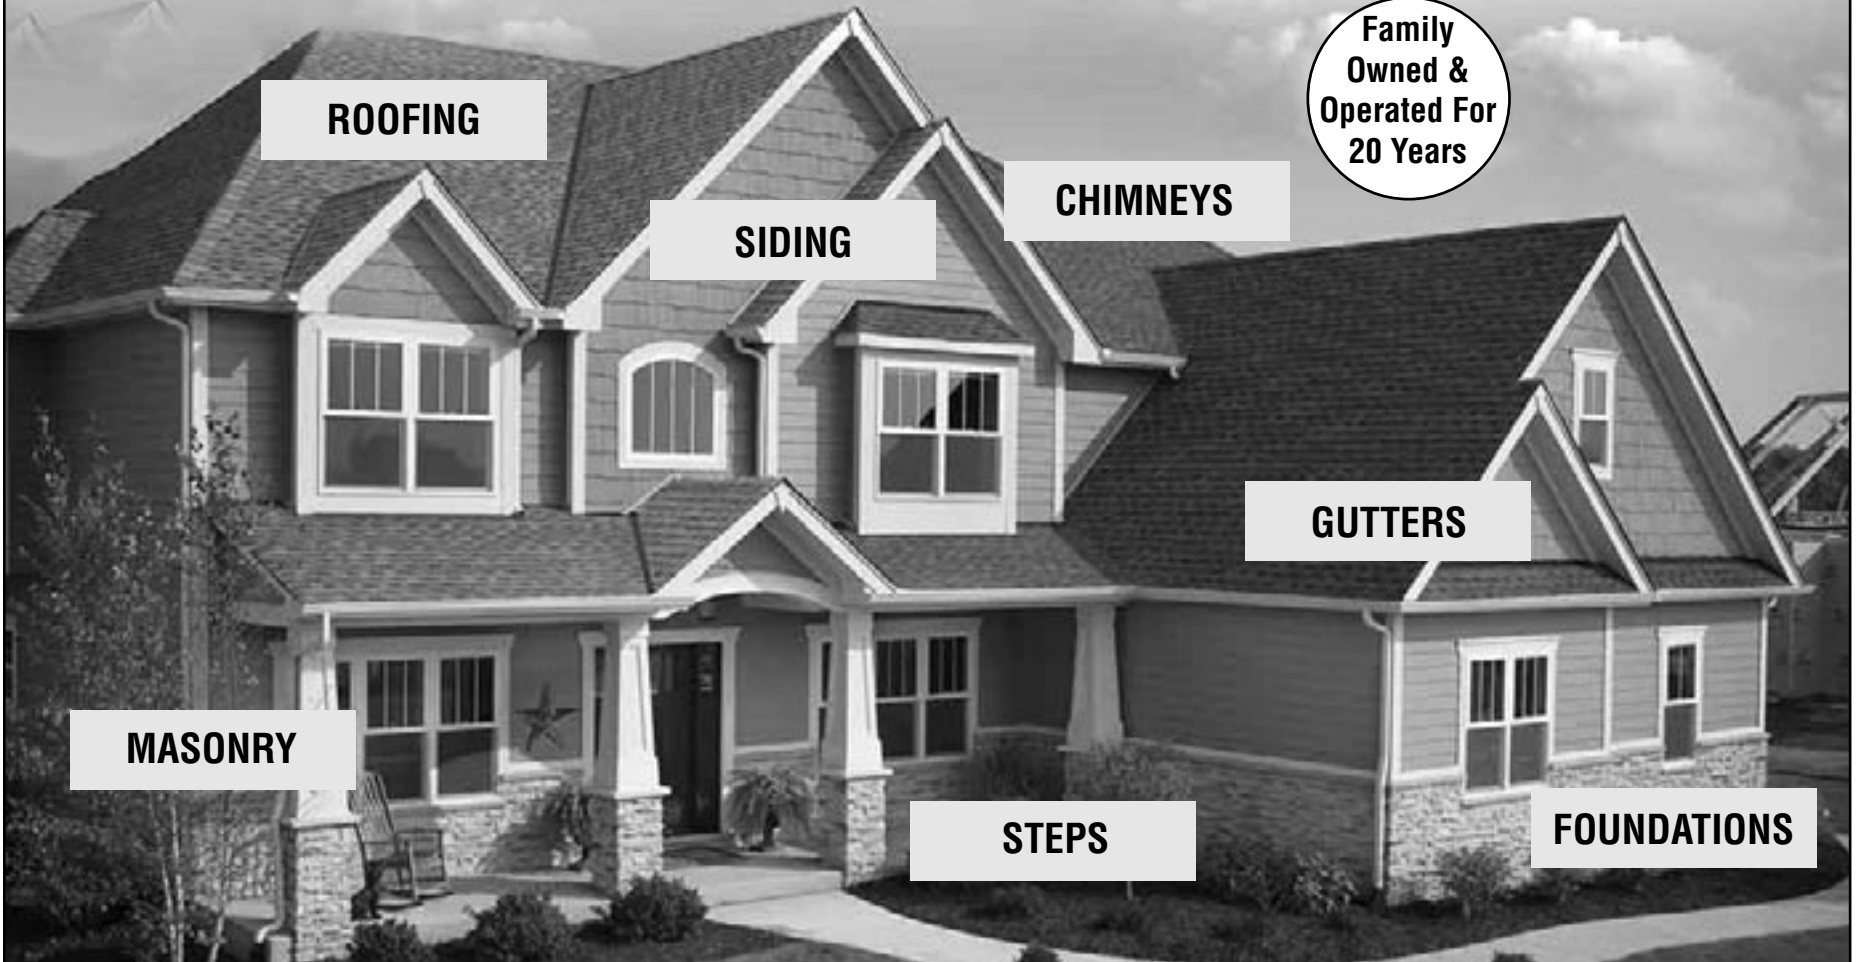 Family
Owned &
Operated For
20 Years
ROOFING
CHIMNEYS
SIDING
GUTTERS
MASONRY
STEPS
FOUNDATIONS